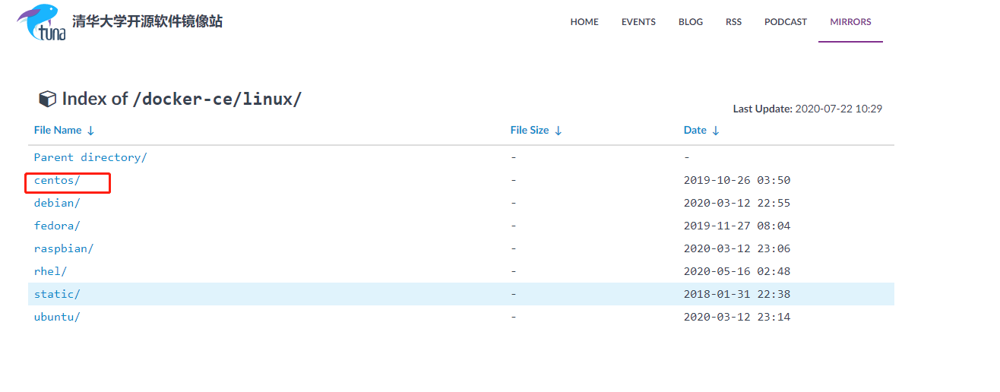 tuna 清华大学开源软件镜像站 HOME EVENTS BLOG RSS PODCAST MIRRORS
Index of /docker-ce/linux/
Last Update: 2020-07-22 10:29
File Name ↓ File Size ↓ Date ↓
Parent directory/ - -
centos/ - 2019-10-26 03:50
debian/ - 2020-03-12 22:55
fedora/ - 2019-11-27 08:04
raspbian/ - 2020-03-12 23:06
rhel/ - 2020-05-16 02:48
static/ - 2018-01-31 22:38
ubuntu/ - 2020-03-12 23:14